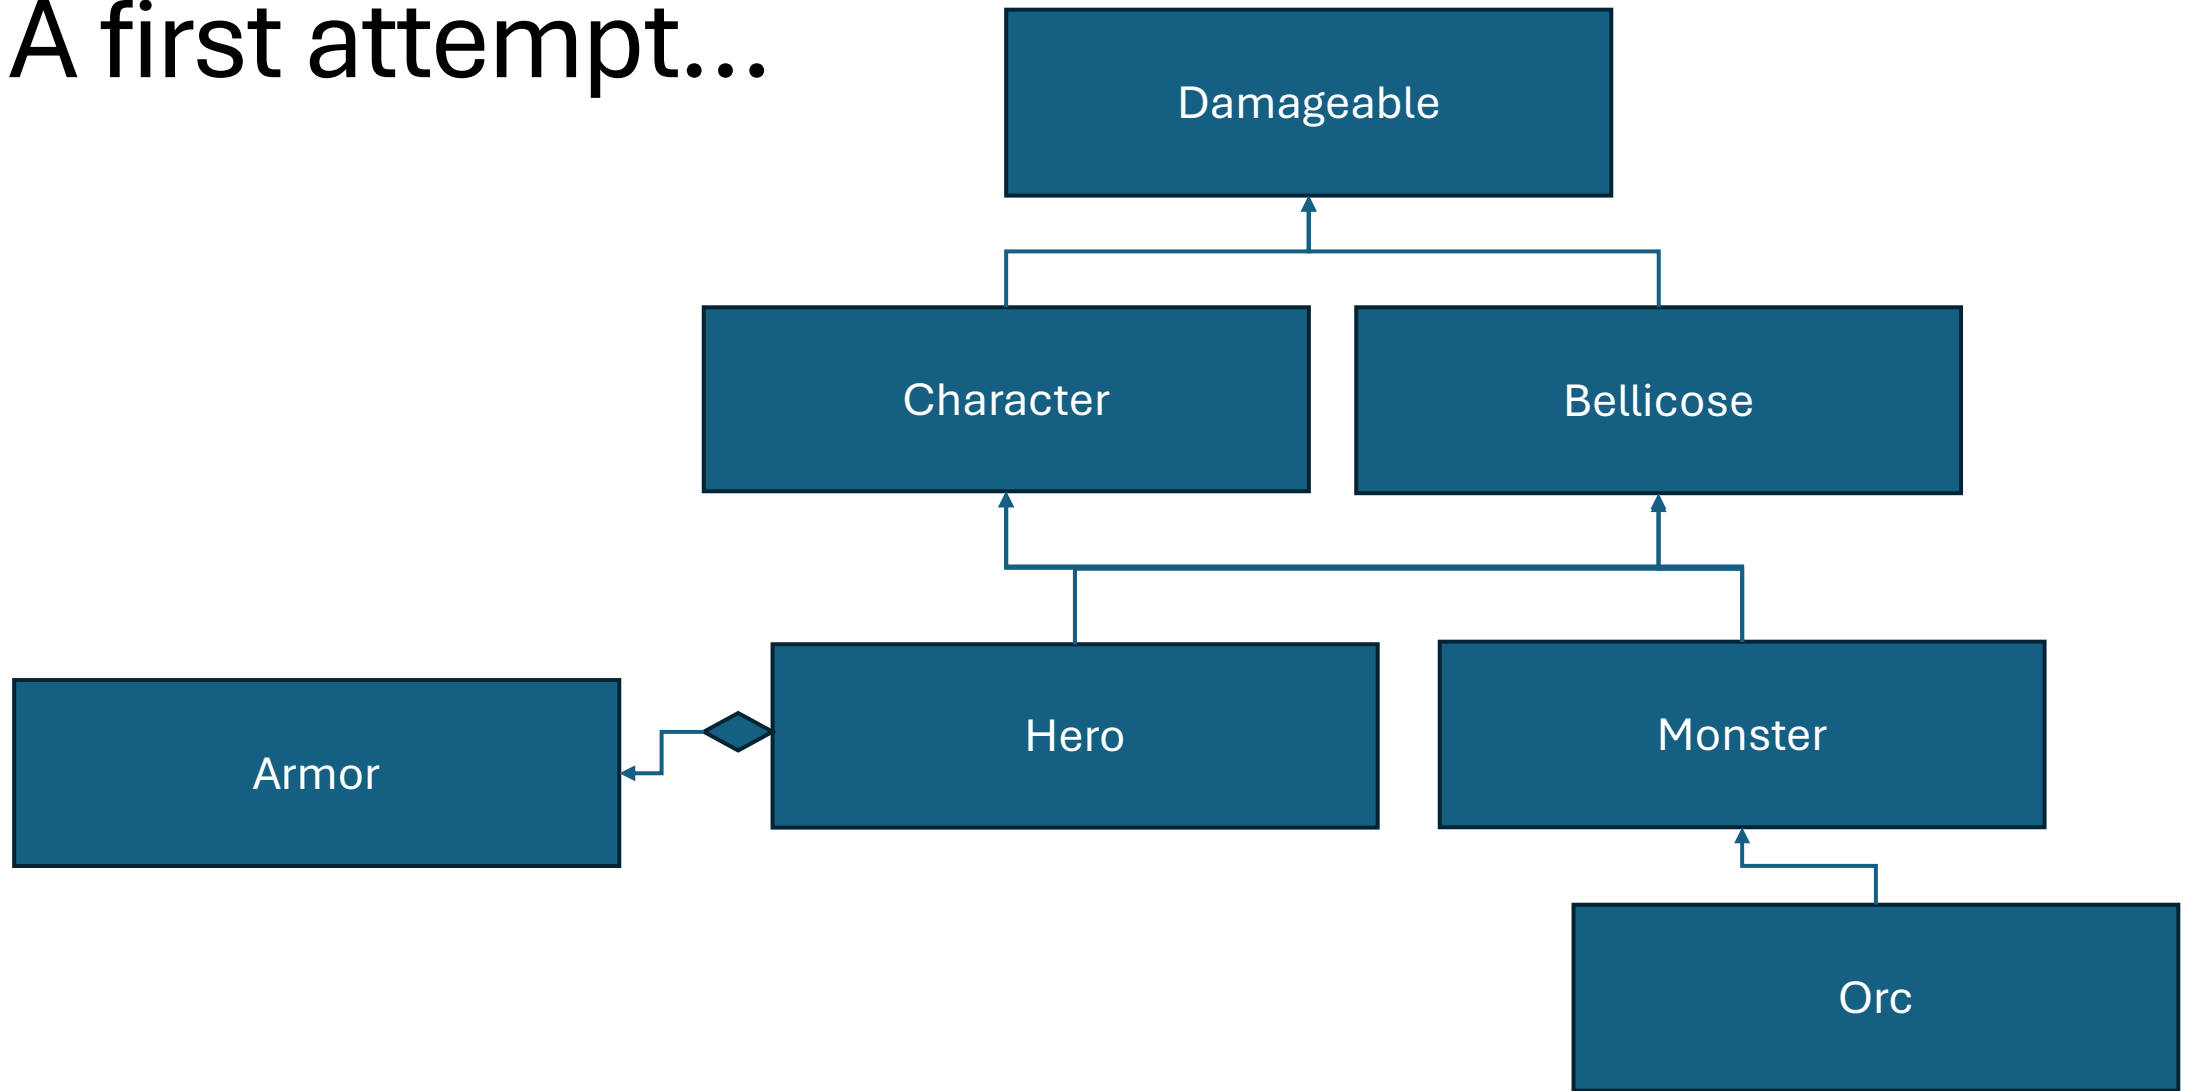 A first attempt...
Damageable
Character
Bellicose
Armor
Hero
Monster
Orc